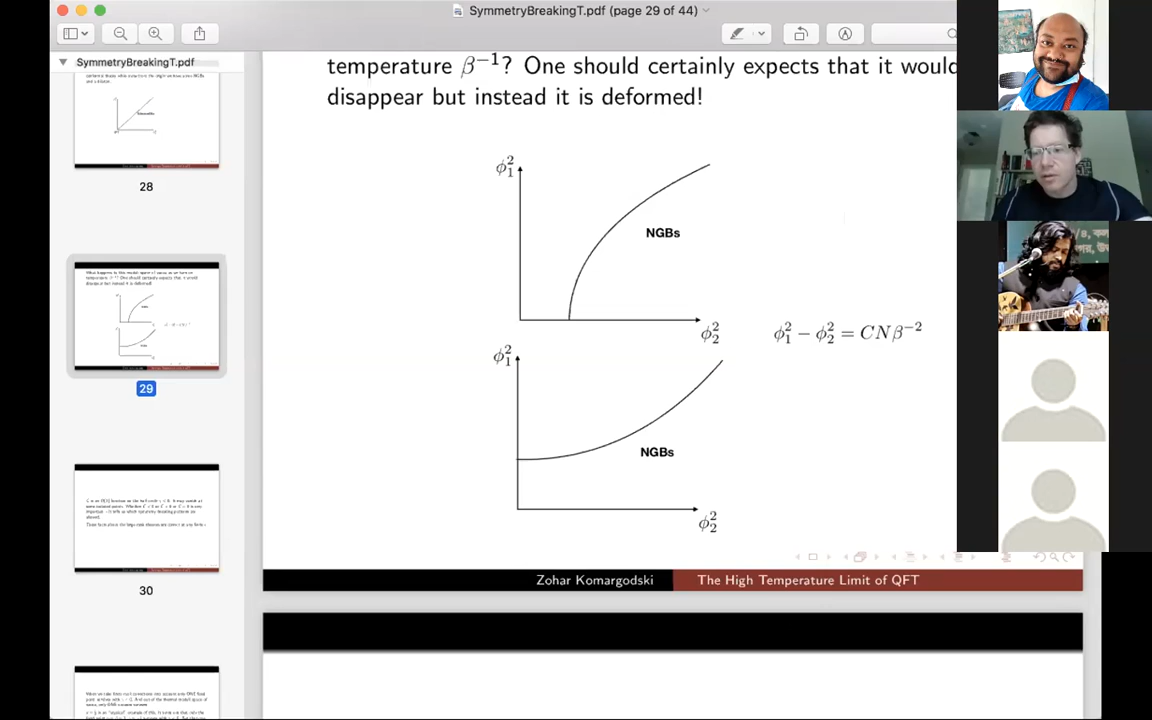 SymmetryBreakingT.pdf (page 29 of 44)
SymmetryBreakingT.pdf
28
29
30
temperature β⁻¹? One should certainly expects that it would
disappear but instead it is deformed!
ϕ₁²
NGBs
ϕ₂²
ϕ₁² − ϕ₂² = CNβ⁻²
ϕ₁²
NGBs
ϕ₂²
Zohar Komargodski The High Temperature Limit of QFT